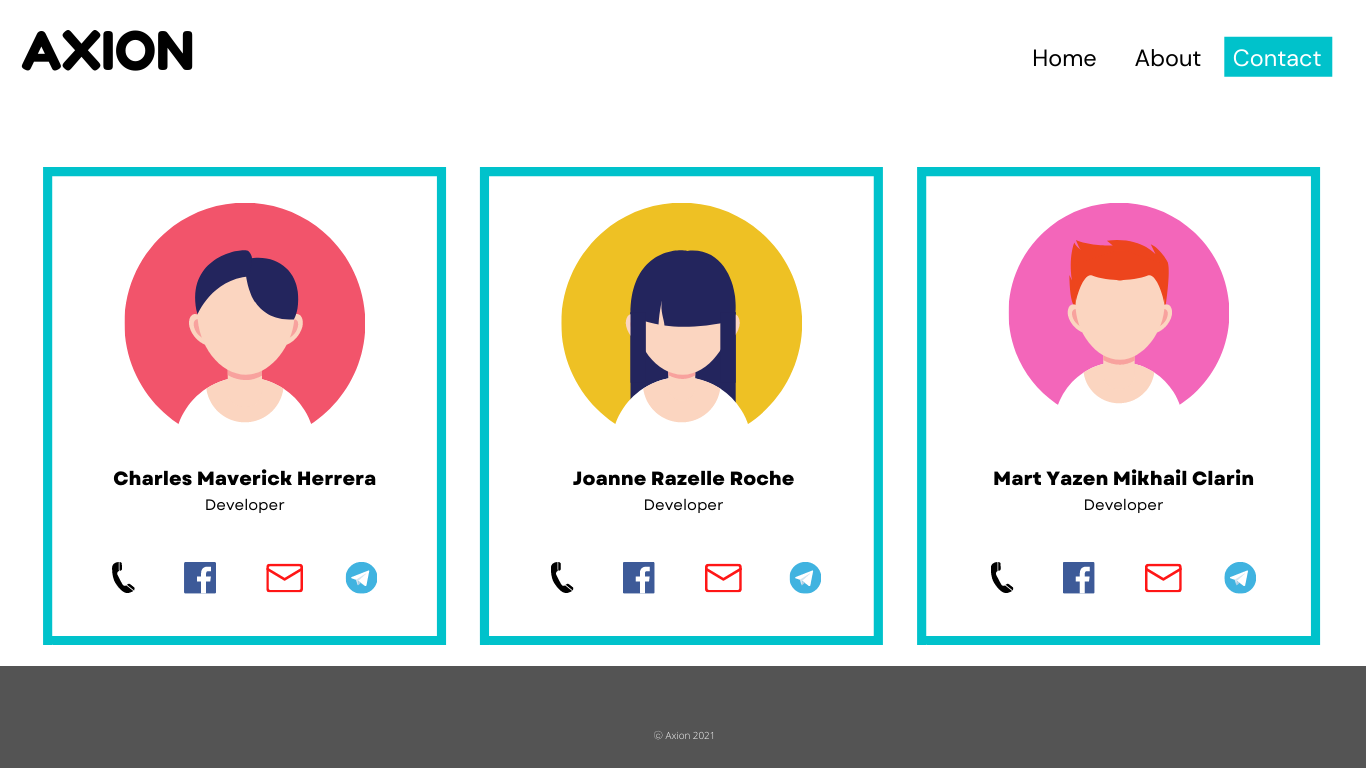 AXION
Home About Contact
Charles Maverick Herrera
Developer
Joanne Razelle Roche
Developer
Mart Yazen Mikhail Clarin
Developer
© Axion 2021